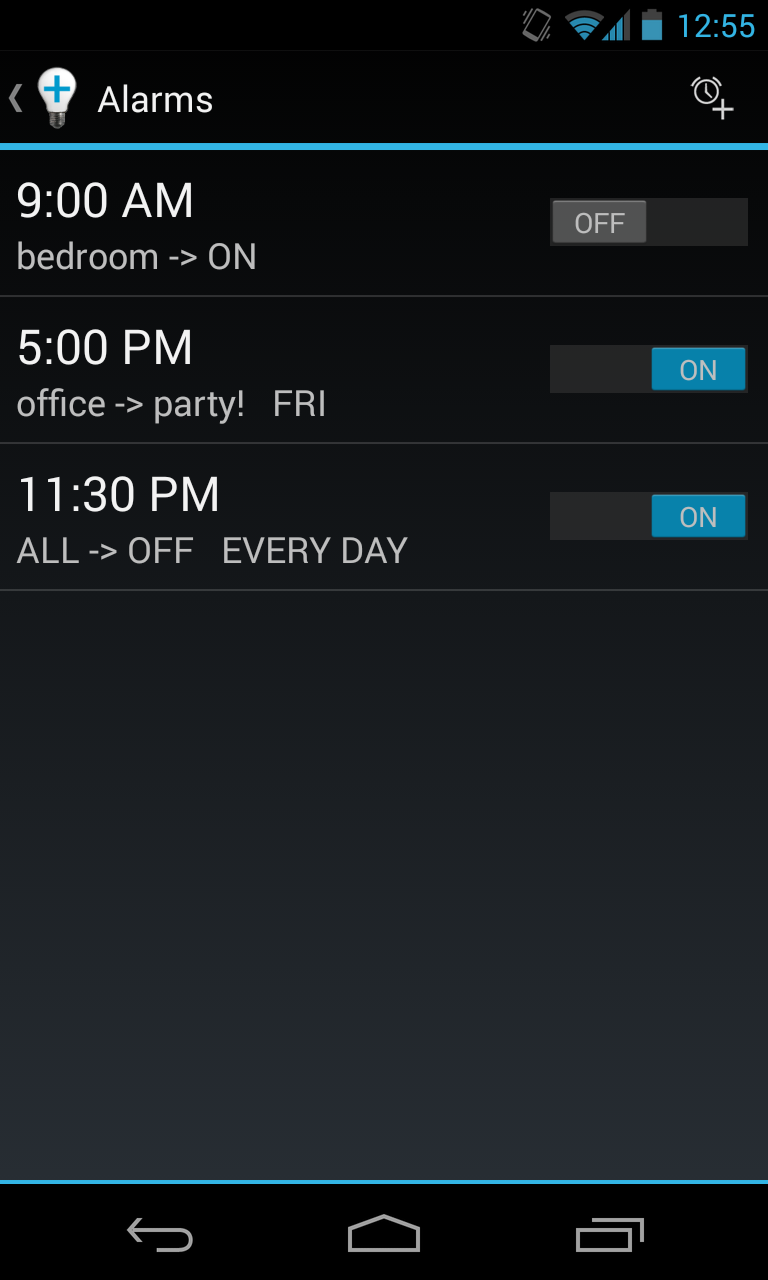 12:55
Alarms
9:00 AM
OFF
bedroom -> ON
5:00 PM
ON
office -> party! FRI
11:30 PM
ON
ALL -> OFF EVERY DAY